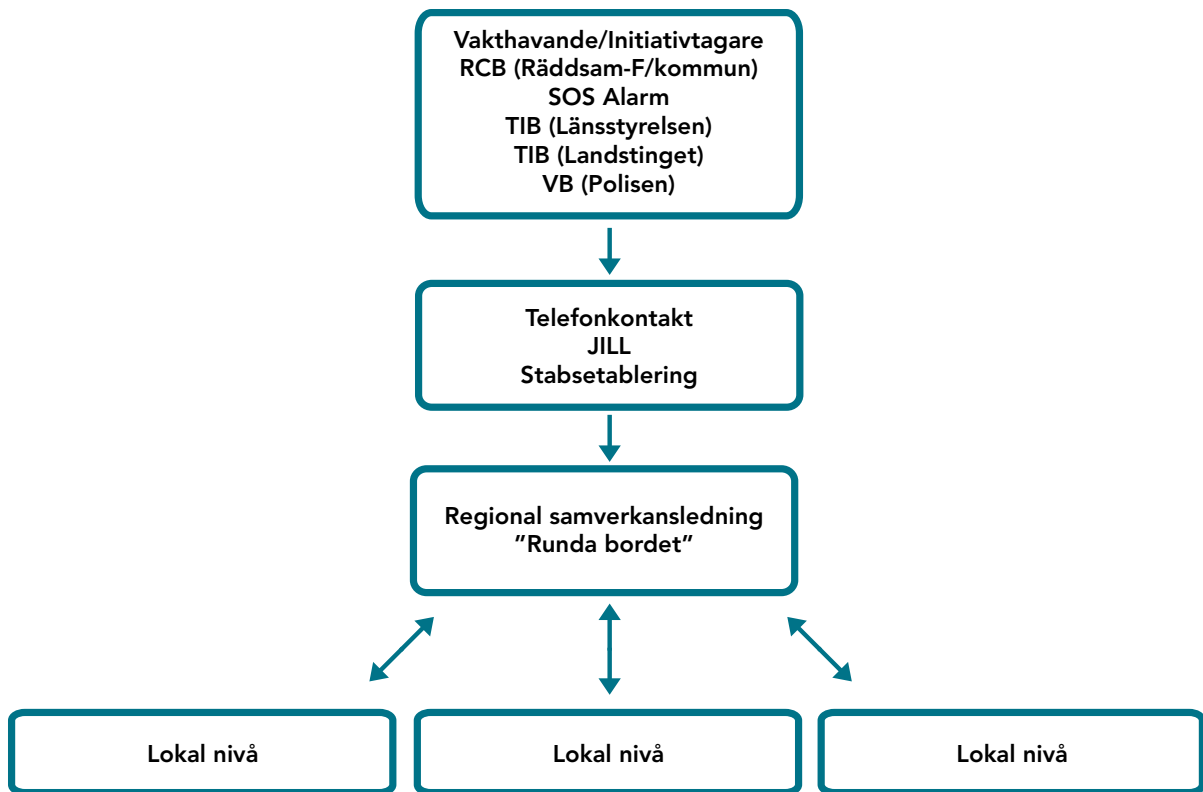 Vakthavande/Initiativtagare
RCB (Räddsam-F/kommun)
SOS Alarm
TIB (Länsstyrelsen)
TIB (Landstinget)
VB (Polisen)
Telefonkontakt
JILL
Stabsetablering
Regional samverkansledning
”Runda bordet”
Lokal nivå
Lokal nivå
Lokal nivå